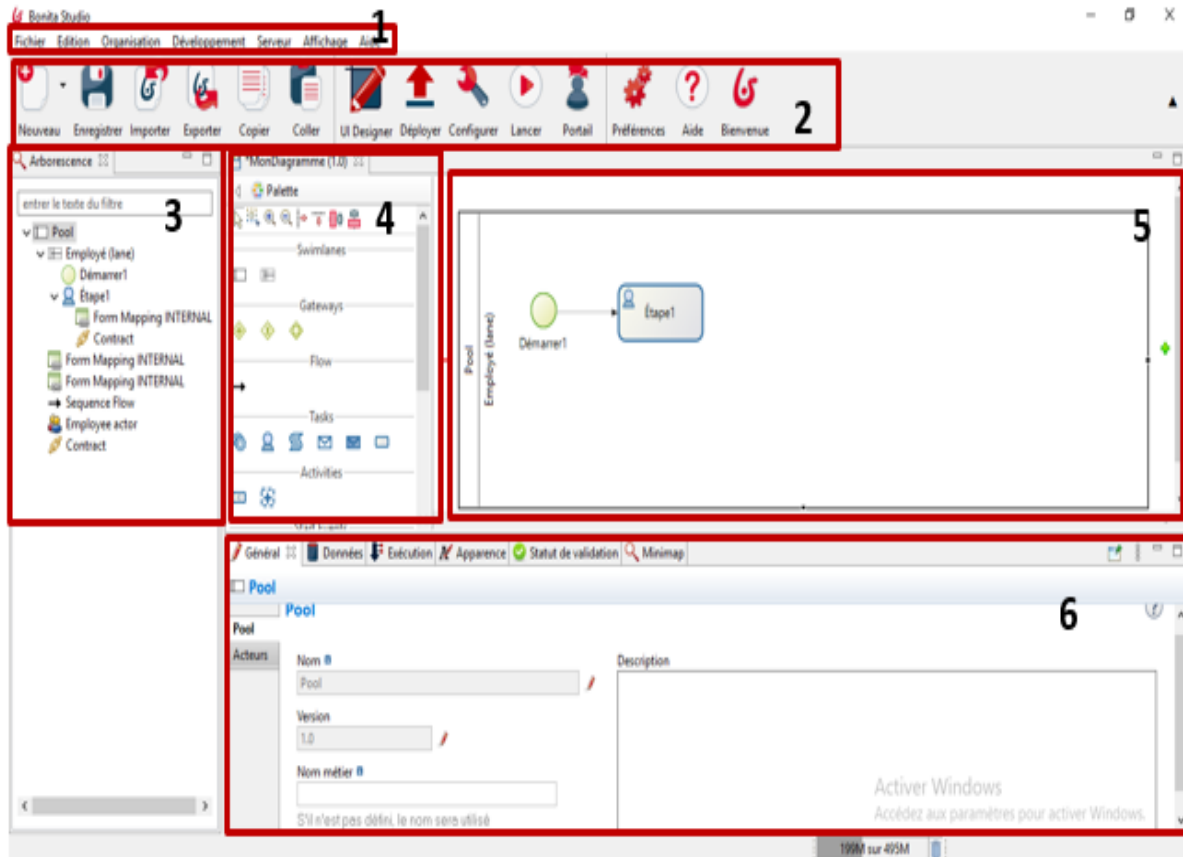 Bonita Studio
Fichier Edition Organisation Développement Serveur Affichage Aide
1
Nouveau Enregistrer Importer Exporter Copier Coller UI Designer Déployer Configurer Lancer Portail Préférences Aide Bienvenue
2
Arborescence
entrer le texte du filtre
3
Pool
Employé (lane)
Démarrer1
Étape1
Form Mapping INTERNAL
Contract
Form Mapping INTERNAL
Form Mapping INTERNAL
Sequence Flow
Employee actor
Contract
*MonDiagramme (1.0)
Palette
4
Swimlanes
Gateways
Flow
Tasks
Activities
Start Events
5
Pool
Employé (lane)
Démarrer1
Étape1
Général Données Exécution Apparence Statut de validation Minimap
Pool
6
Pool
Pool
Acteurs
Nom
Pool
Description
Version
1.0
Nom métier
S'il n'est pas défini, le nom sera utilisé
Activer Windows
Accédez aux paramètres pour activer Windows.
199M sur 495M